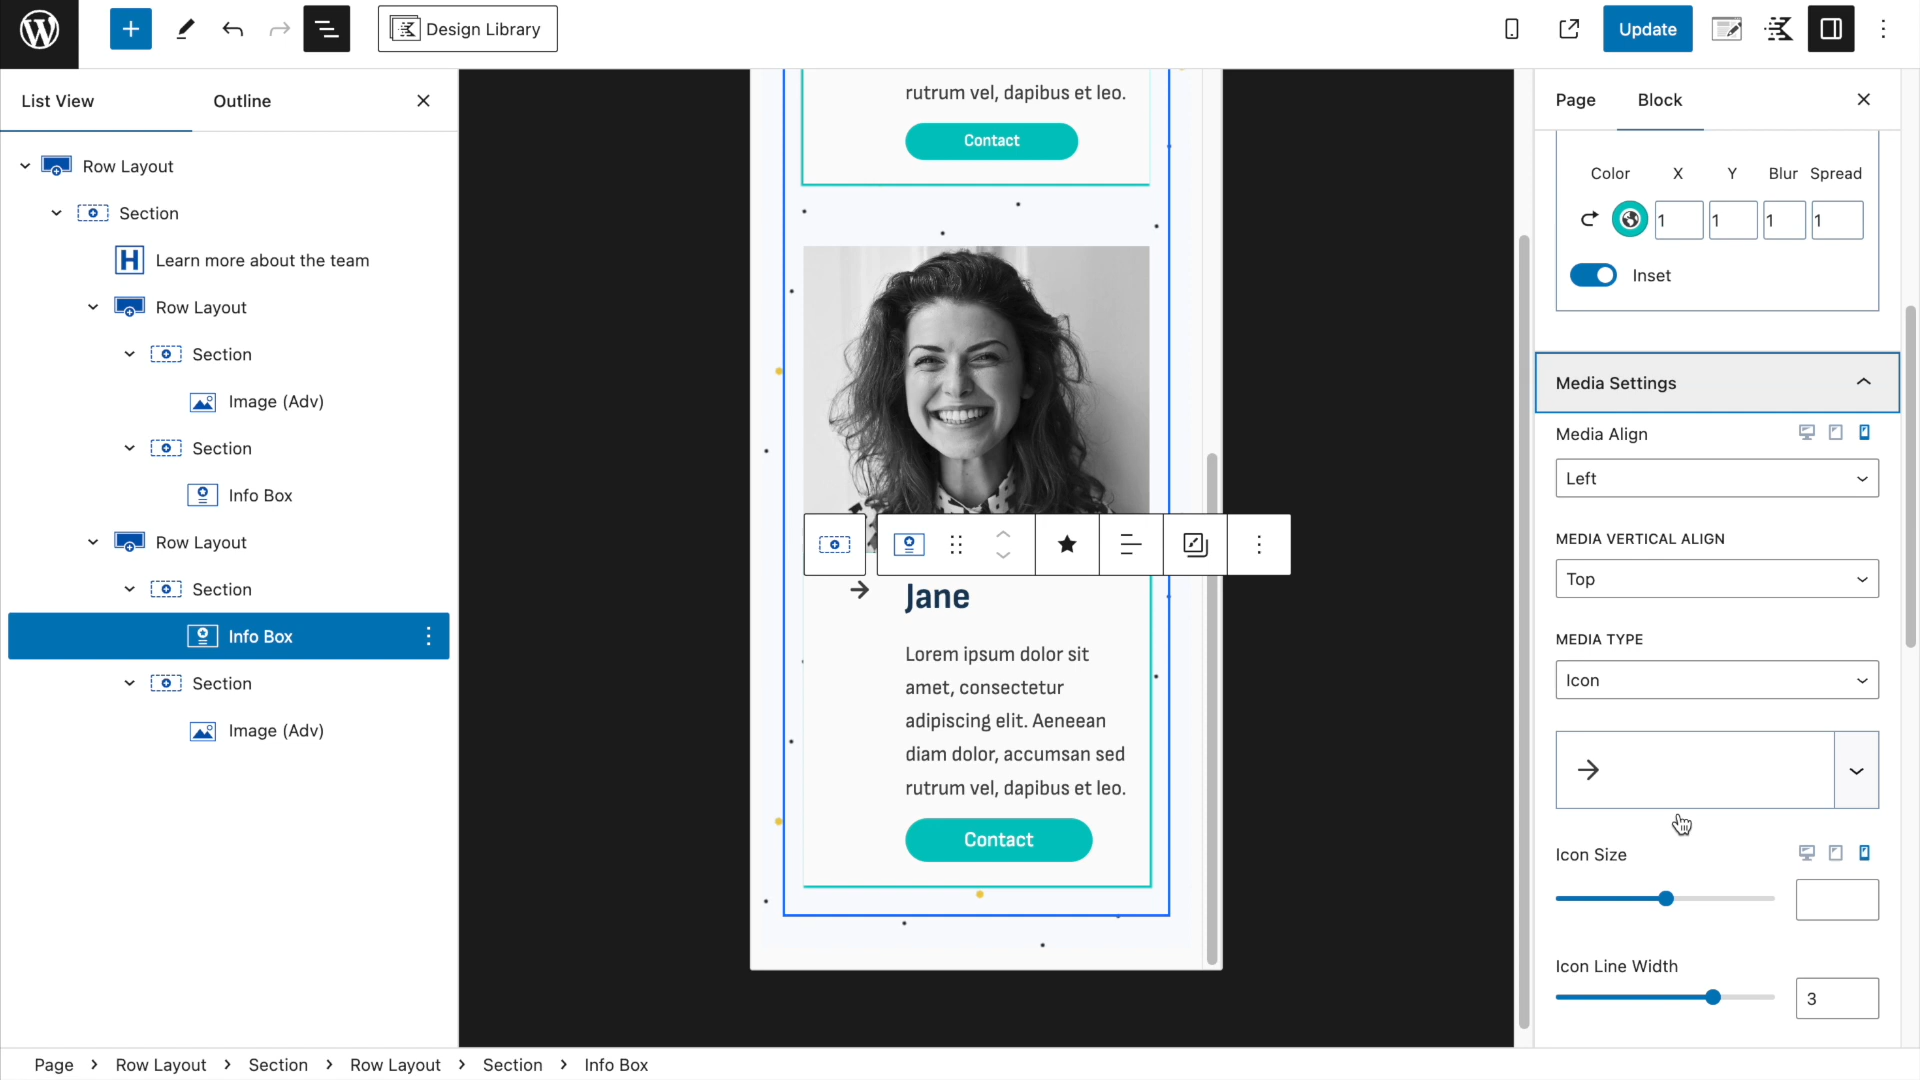 Design Library
Update
List View
Outline
Row Layout
Section
Learn more about the team
Row Layout
Section
Image (Adv)
Section
Info Box
Row Layout
Section
Info Box
Section
Image (Adv)
rutrum vel, dapibus et leo.
Contact
Jane
Lorem ipsum dolor sit
amet, consectetur
adipiscing elit. Aeneean
diam dolor, accumsan sed
rutrum vel, dapibus et leo.
Contact
Page
Block
Color X Y Blur Spread
1 1 1 1
Inset
Media Settings
Media Align
Left
MEDIA VERTICAL ALIGN
Top
MEDIA TYPE
Icon
Icon Size
Icon Line Width
3
Page Row Layout Section Row Layout Section Info Box